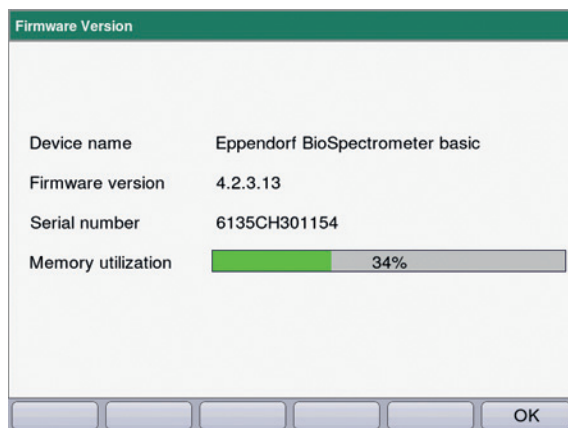 Firmware Version
Device name Eppendorf BioSpectrometer basic
Firmware version 4.2.3.13
Serial number 6135CH301154
Memory utilization 34%
OK